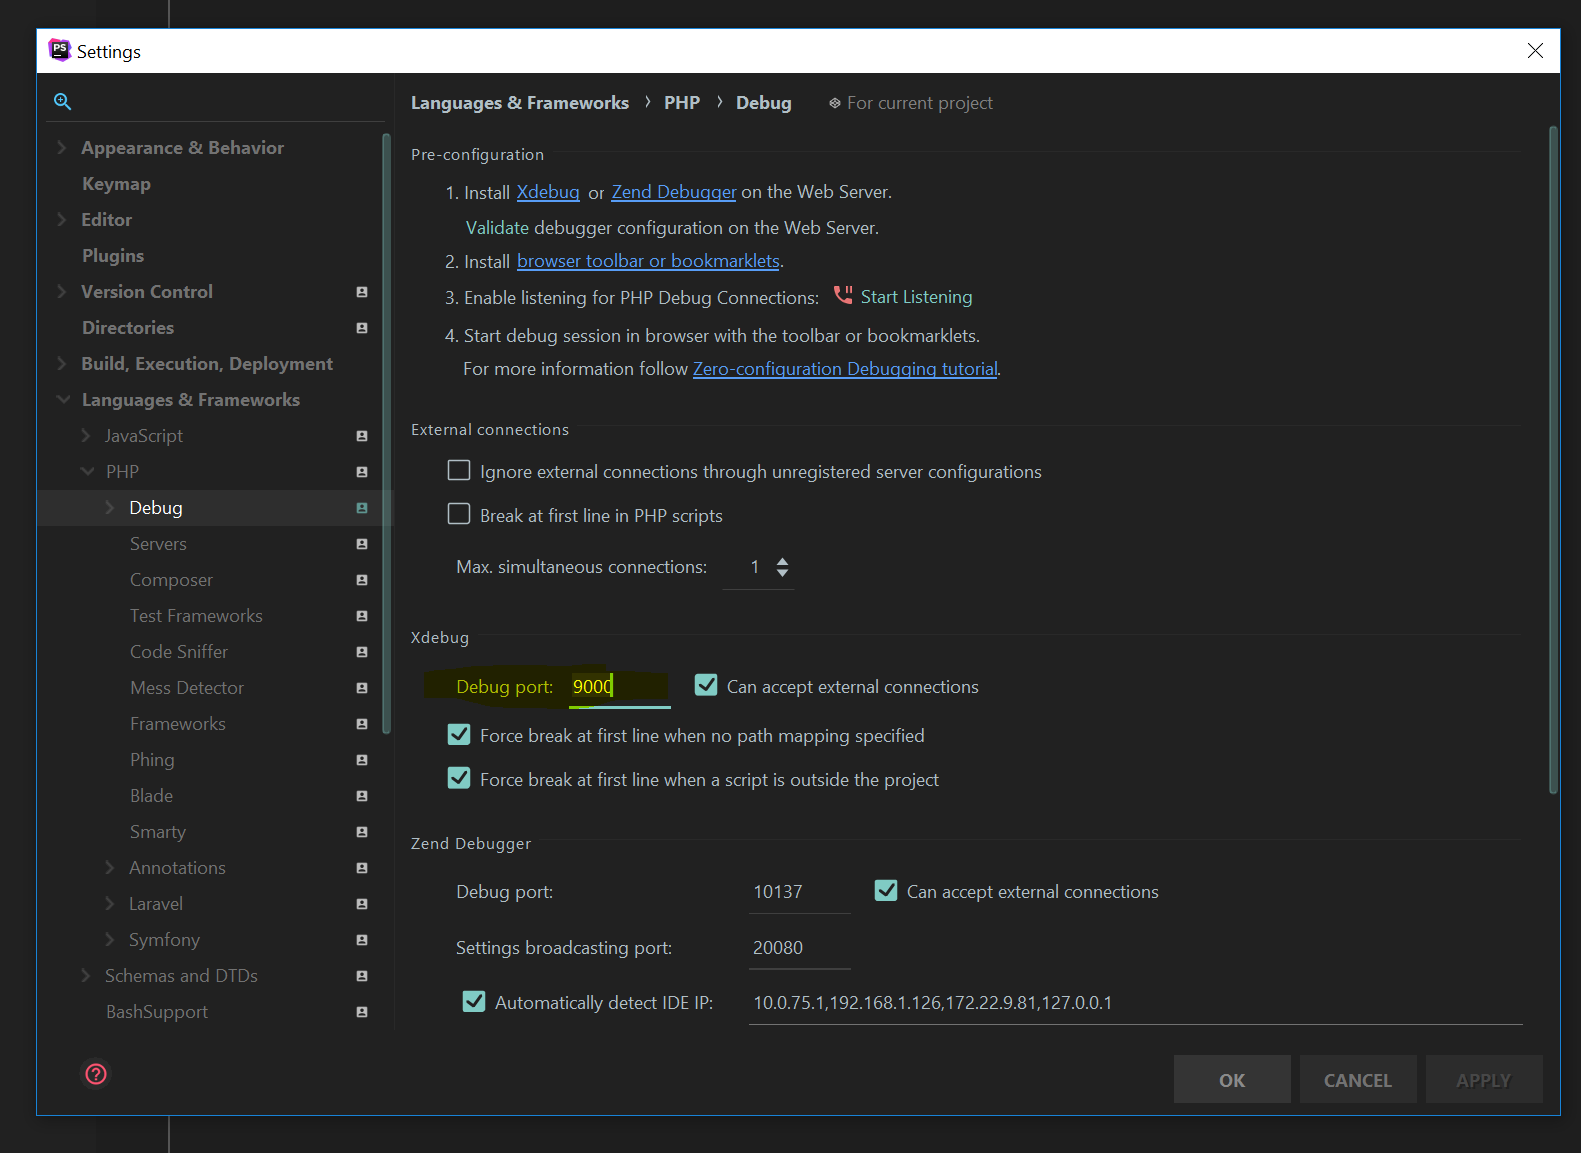 PS Settings
Appearance & Behavior
Keymap
Editor
Plugins
Version Control
Directories
Build, Execution, Deployment
Languages & Frameworks
JavaScript
PHP
Debug
Servers
Composer
Test Frameworks
Code Sniffer
Mess Detector
Frameworks
Phing
Blade
Smarty
Annotations
Laravel
Symfony
Schemas and DTDs
BashSupport
?
Languages & Frameworks › PHP › Debug For current project
Pre-configuration
1. Install Xdebug or Zend Debugger on the Web Server.
Validate debugger configuration on the Web Server.
2. Install browser toolbar or bookmarklets.
3. Enable listening for PHP Debug Connections: Start Listening
4. Start debug session in browser with the toolbar or bookmarklets.
For more information follow Zero-configuration Debugging tutorial.
External connections
Ignore external connections through unregistered server configurations
Break at first line in PHP scripts
Max. simultaneous connections: 1
Xdebug
Debug port: 9000 Can accept external connections
Force break at first line when no path mapping specified
Force break at first line when a script is outside the project
Zend Debugger
Debug port: 10137 Can accept external connections
Settings broadcasting port: 20080
Automatically detect IDE IP: 10.0.75.1,192.168.1.126,172.22.9.81,127.0.0.1
OK CANCEL APPLY